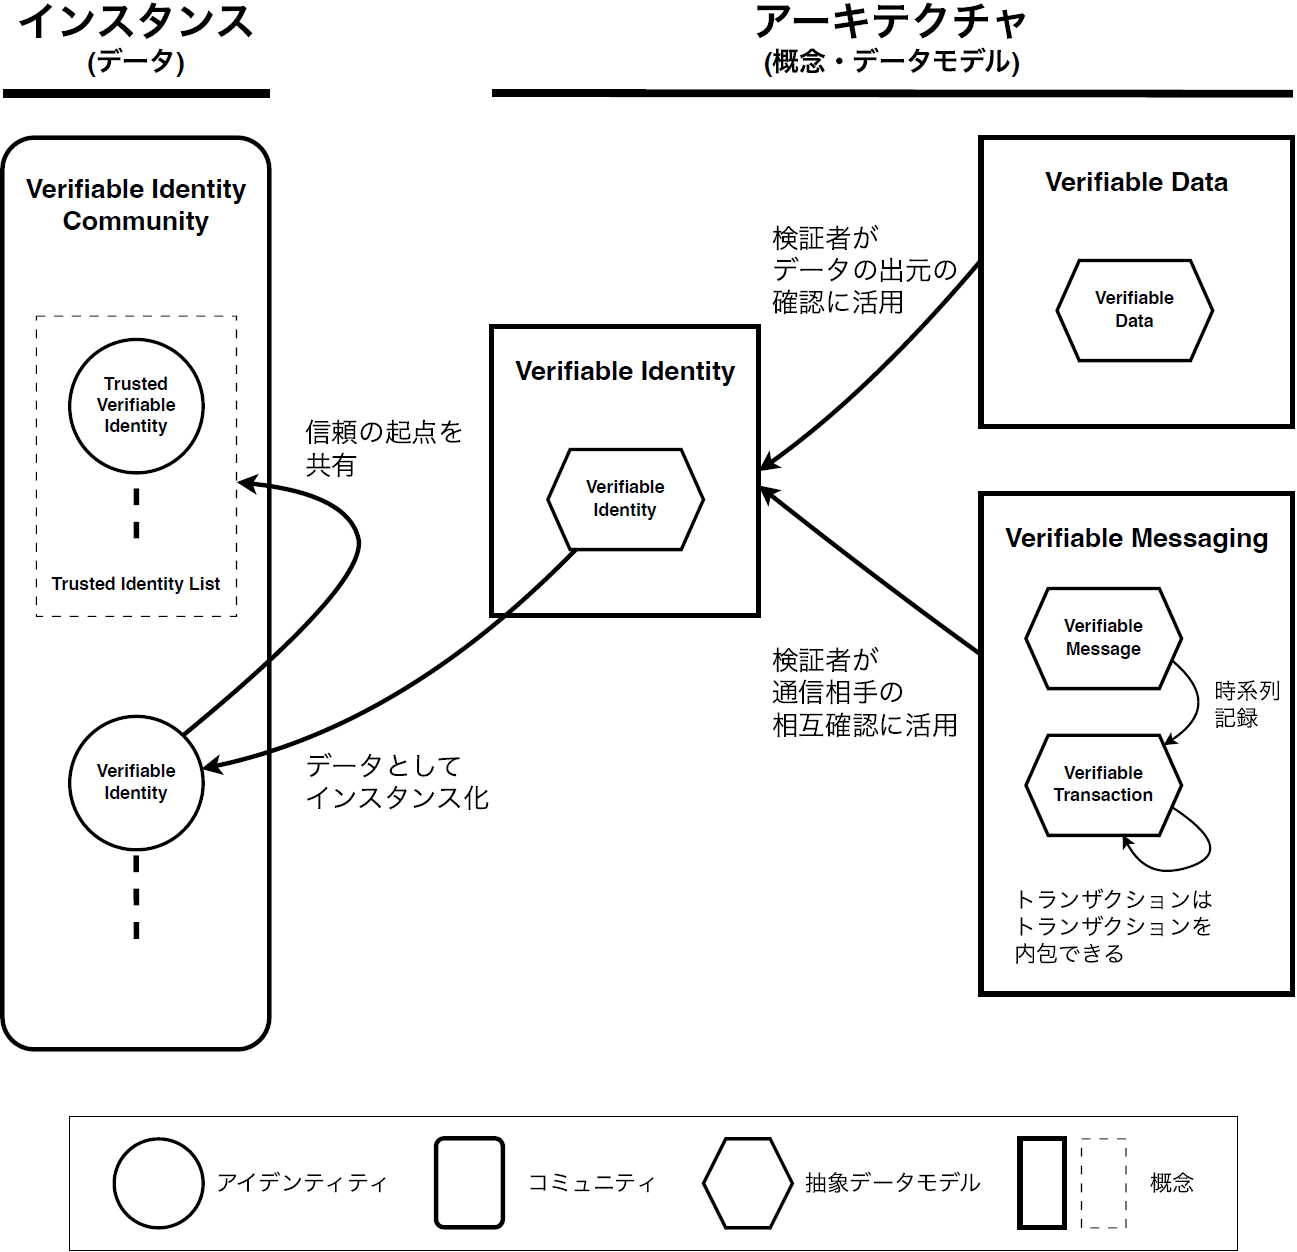 インスタンス
(データ)
アーキテクチャ
(概念・データモデル)
Verifiable Identity
Community
Trusted
Verifiable
Identity
Trusted Identity List
Verifiable
Identity
信頼の起点を
共有
データとして
インスタンス化
Verifiable Identity
Verifiable
Identity
検証者が
データの出元の
確認に活用
検証者が
通信相手の
相互確認に活用
Verifiable Data
Verifiable
Data
Verifiable Messaging
Verifiable
Message
時系列
記録
Verifiable
Transaction
トランザクションは
トランザクションを
内包できる
アイデンティティ
コミュニティ
抽象データモデル
概念